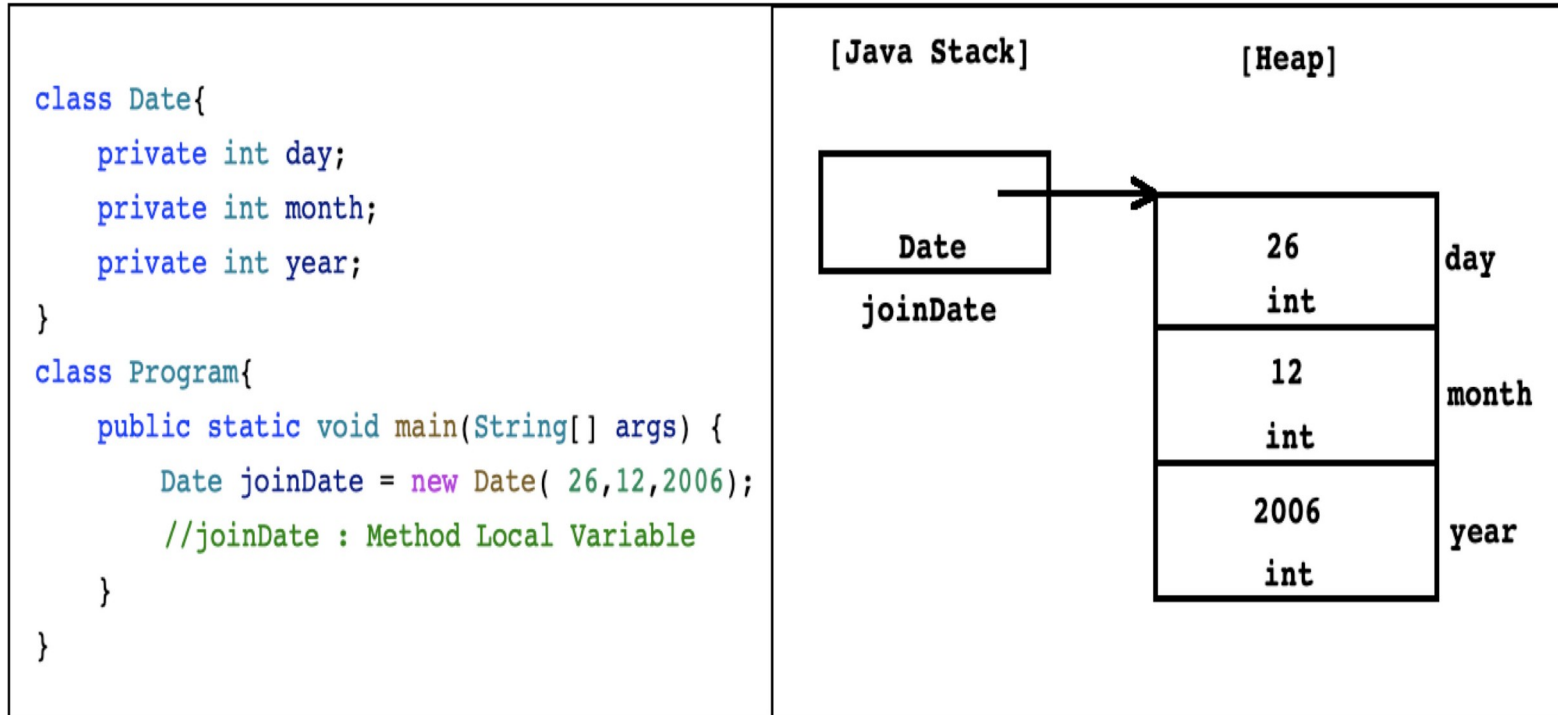 class Date{
    private int day;
    private int month;
    private int year;
}
class Program{
    public static void main(String[] args) {
        Date joinDate = new Date( 26,12,2006);
        //joinDate : Method Local Variable
    }
}
[Java Stack]
[Heap]
Date
joinDate
26
int
day
12
int
month
2006
int
year